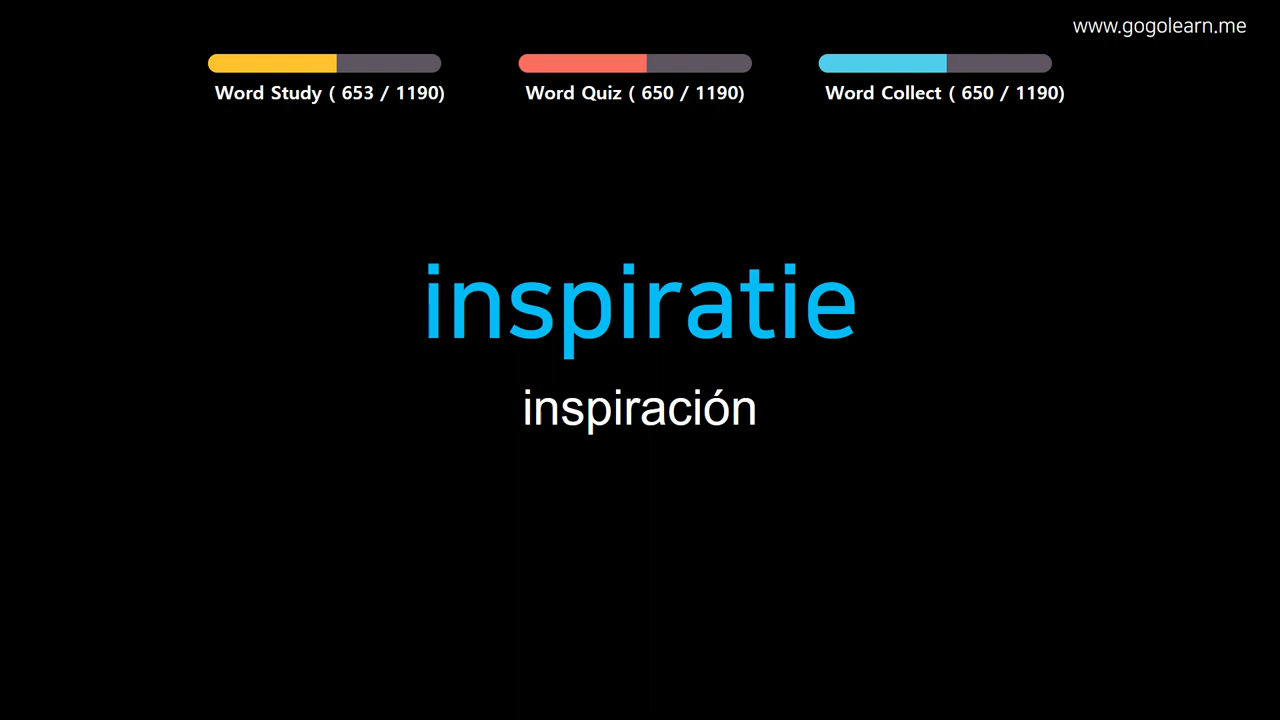 www.gogolearn.me
Word Study ( 653 / 1190)
Word Quiz ( 650 / 1190)
Word Collect ( 650 / 1190)
inspiratie
inspiración